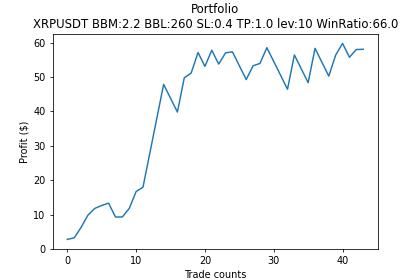 Portfolio
XRPUSDT BBM:2.2 BBL:260 SL:0.4 TP:1.0 lev:10 WinRatio:66.0
60
50
40
30
20
10
0
Profit ($)
0 10 20 30 40
Trade counts